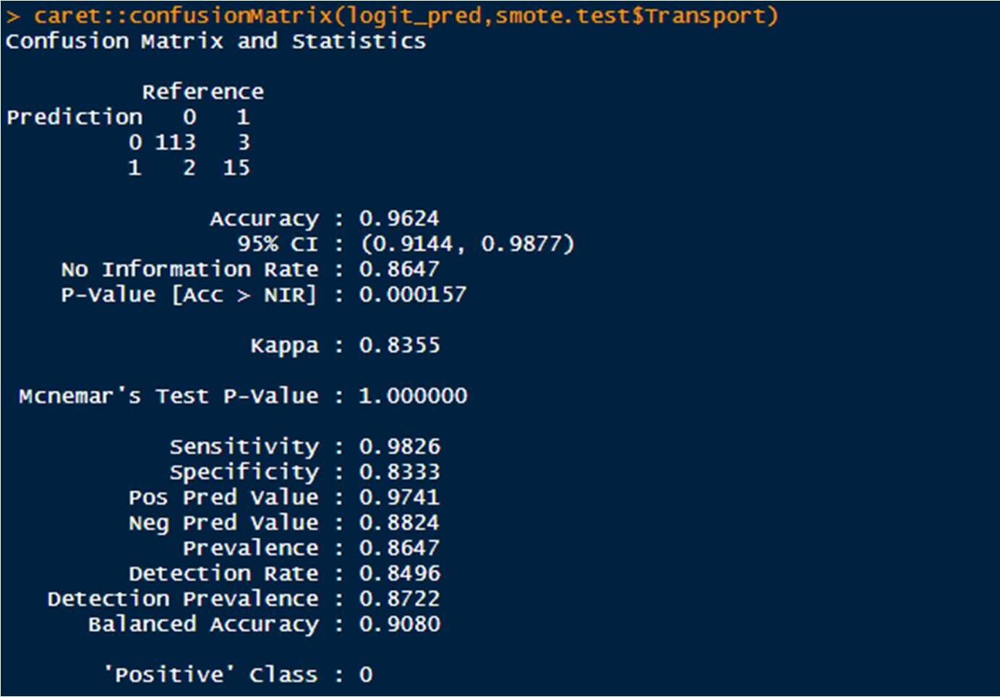 > caret::confusionMatrix(logit_pred,smote.test$Transport)
Confusion Matrix and Statistics
Reference
Prediction 0 1
0 113 3
1 2 15
Accuracy : 0.9624
95% CI : (0.9144, 0.9877)
No Information Rate : 0.8647
P-Value [Acc > NIR] : 0.000157
Kappa : 0.8355
Mcnemar's Test P-Value : 1.000000
Sensitivity : 0.9826
Specificity : 0.8333
Pos Pred Value : 0.9741
Neg Pred Value : 0.8824
Prevalence : 0.8647
Detection Rate : 0.8496
Detection Prevalence : 0.8722
Balanced Accuracy : 0.9080
'Positive' Class : 0